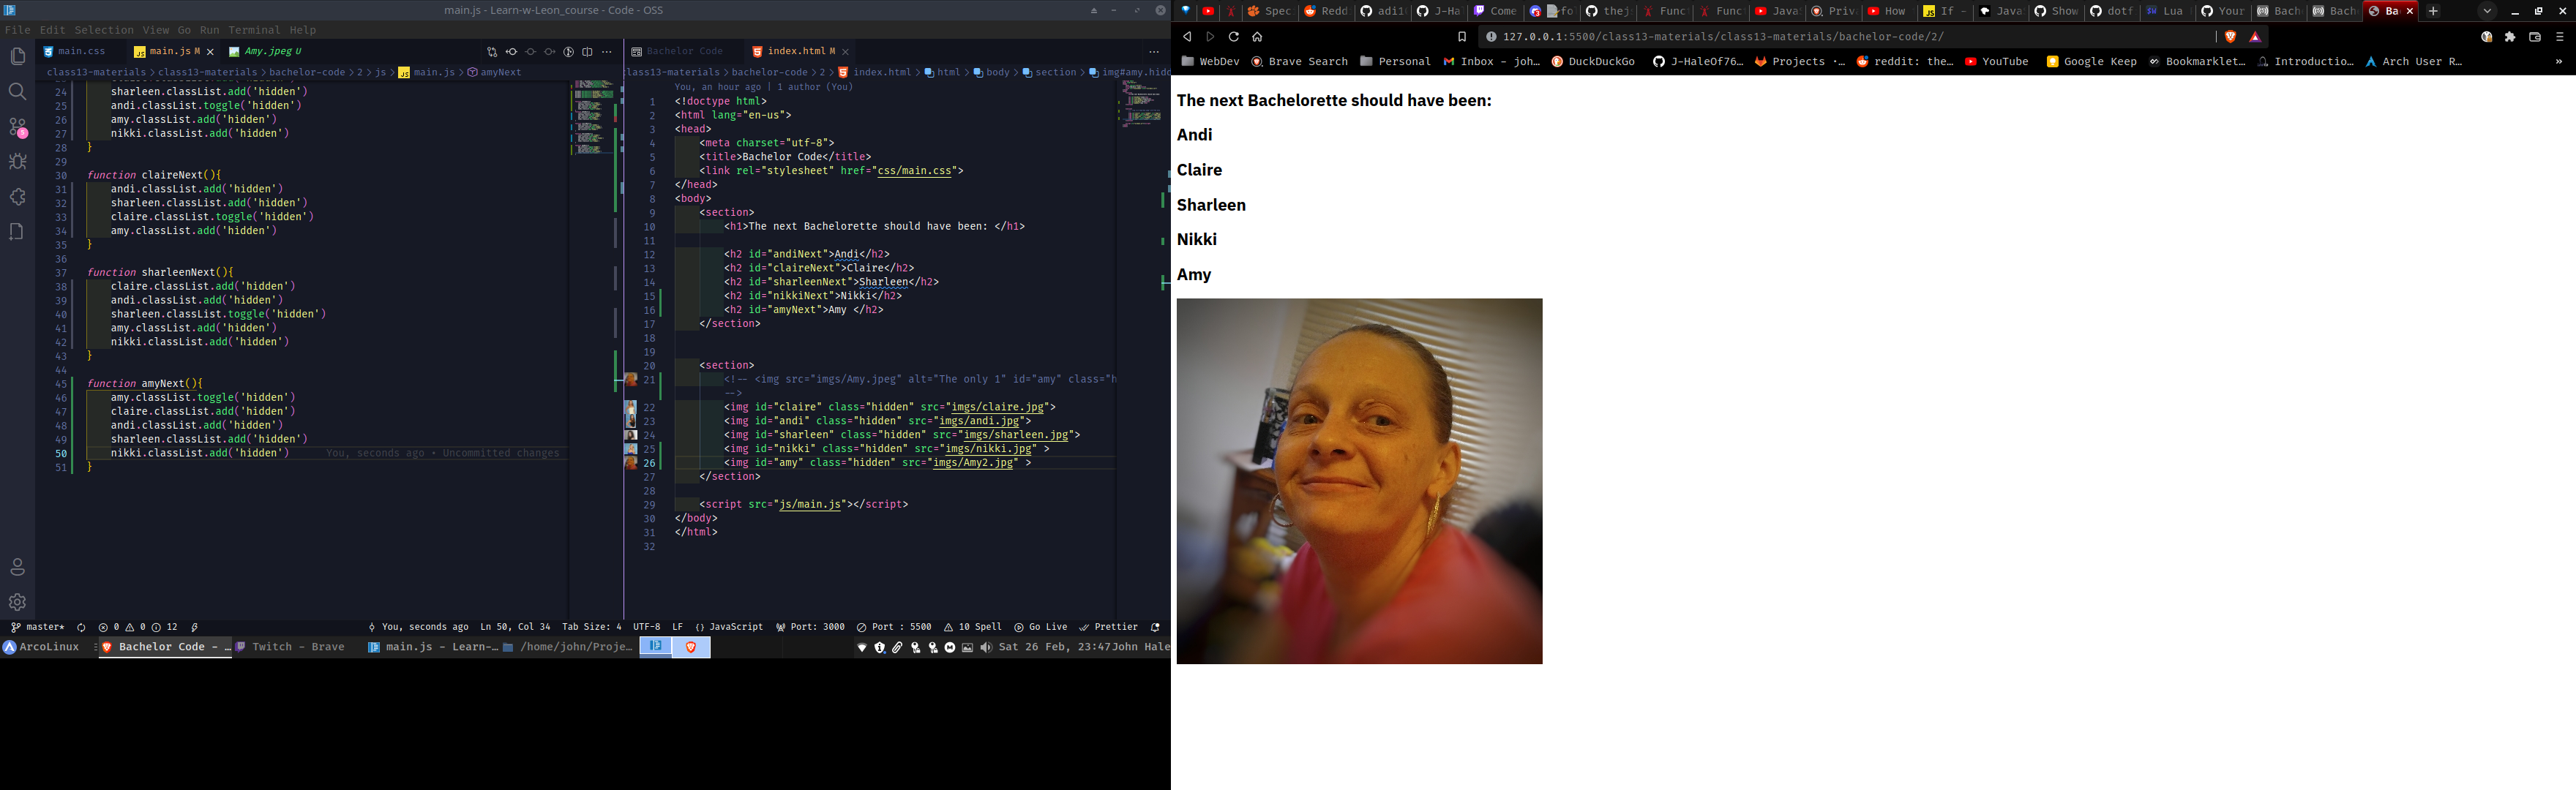 main.js - Learn-w-Leon_course - Code - OSS
File Edit Selection View Go Run Terminal Help
main.css
main.js M
Amy.jpeg U
class13-materials > class13-materials > bachelor-code > 2 > js > main.js > amyNext
24 sharleen.classList.add('hidden')
25 andi.classList.toggle('hidden')
26 amy.classList.add('hidden')
27 nikki.classList.add('hidden')
28 }
29
30 function claireNext(){
31 andi.classList.add('hidden')
32 sharleen.classList.add('hidden')
33 claire.classList.toggle('hidden')
34 amy.classList.add('hidden')
35 }
36
37 function sharleenNext(){
38 claire.classList.add('hidden')
39 andi.classList.add('hidden')
40 sharleen.classList.toggle('hidden')
41 amy.classList.add('hidden')
42 nikki.classList.add('hidden')
43 }
44
45 function amyNext(){
46 amy.classList.toggle('hidden')
47 claire.classList.add('hidden')
48 andi.classList.add('hidden')
49 sharleen.classList.add('hidden')
50 nikki.classList.add('hidden') You, seconds ago • Uncommitted changes
51 }
Bachelor Code
index.html M
class13-materials > bachelor-code > 2 > index.html > html > body > section > img#amy.hidd
You, an hour ago | 1 author (You)
1 <!doctype html>
2 <html lang="en-us">
3 <head>
4 <meta charset="utf-8">
5 <title>Bachelor Code</title>
6 <link rel="stylesheet" href="css/main.css">
7 </head>
8 <body>
9 <section>
10 <h1>The next Bachelorette should have been: </h1>
11
12 <h2 id="andiNext">Andi</h2>
13 <h2 id="claireNext">Claire</h2>
14 <h2 id="sharleenNext">Sharleen</h2>
15 <h2 id="nikkiNext">Nikki</h2>
16 <h2 id="amyNext">Amy </h2>
17 </section>
18
19
20 <section>
21 <!-- <img src="imgs/Amy.jpeg" alt="The only 1" id="amy" class="h
-->
22 <img id="claire" class="hidden" src="imgs/claire.jpg">
23 <img id="andi" class="hidden" src="imgs/andi.jpg">
24 <img id="sharleen" class="hidden" src="imgs/sharleen.jpg">
25 <img id="nikki" class="hidden" src="imgs/nikki.jpg" >
26 <img id="amy" class="hidden" src="imgs/Amy2.jpg" >
27 </section>
28
29 <script src="js/main.js"></script>
30 </body>
31 </html>
32
master* 0 0 12 You, seconds ago Ln 50, Col 34 Tab Size: 4 UTF-8 LF {} JavaScript Port: 3000 Port : 5500 10 Spell Go Live Prettier
ArcoLinux Bachelor Code - ... Twitch - Brave main.js - Learn-... /home/john/Proje... Sat 26 Feb, 23:47 John Hale
Spec Redd adi1 J-Ha Come fo thej Func Func Java Priv How If - Java Show dotf Lua Your Bach Bach Ba
127.0.0.1:5500/class13-materials/class13-materials/bachelor-code/2/
WebDev Brave Search Personal Inbox - joh... DuckDuckGo J-HaleOf76... Projects ·... reddit: the... YouTube Google Keep Bookmarklet... Introductio... Arch User R... »
The next Bachelorette should have been:
Andi
Claire
Sharleen
Nikki
Amy